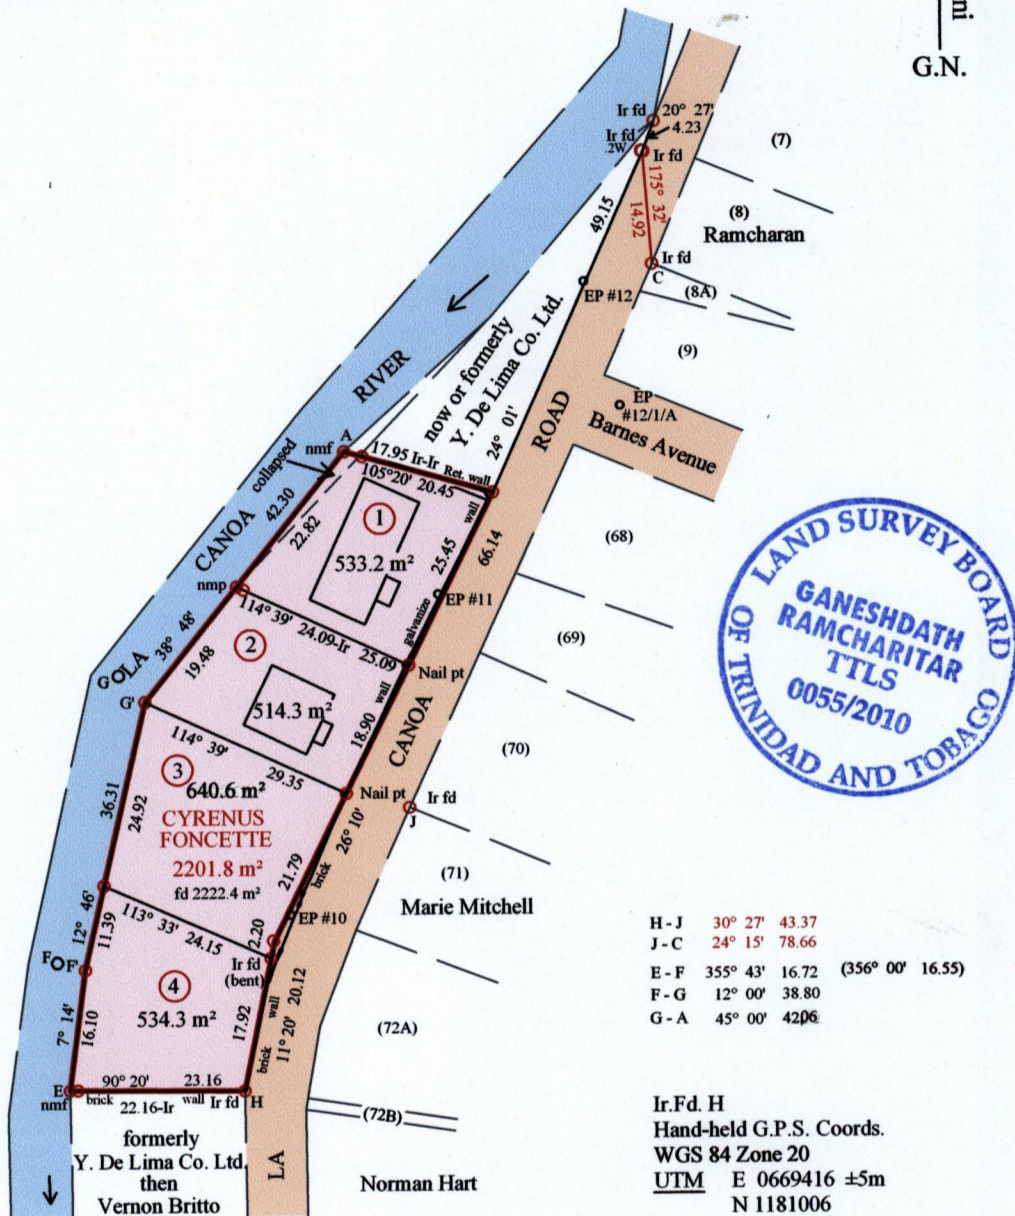 ni
G.N.
Ir fd
20° 27'
4.23
Ir fd
.2W
Ir fd
(7)
175° 32'
14.92
49.15
(8)
Ramcharan
Ir fd
C
EP #12
(8A)
(9)
RIVER
now or formerly
Y. De Lima Co. Ltd.
24° 01'
ROAD
EP
#12/1/A
Barnes Avenue
nmf
A
collapsed
17.95 Ir-Ir
Ret. wall
105°20' 20.45
wall
42.30
22.82
1
533.2 m²
25.45
66.14
(68)
CANOA
nmp
galvanize
EP #11
114° 39' 24.09-Ir 25.09
Nail pt
(69)
38° 48'
19.48
2
514.3 m²
wall
18.90
CANOA
GOLA
G'
114° 39' 29.35
Nail pt
(70)
Ir fd
J
3
640.6 m²
36.31
24.92
CYRENUS
FONCETTE
2201.8 m²
fd 2222.4 m²
26° 10'
21.79
brick
(71)
Marie Mitchell
EP #10
12° 46'
11.39
113° 33' 24.15
2.20
Ir fd
(bent)
F
F'
4
534.3 m²
7° 14'
16.10
17.92
wall
brick
11° 20' 20.12
(72A)
E
nmf
90° 20' 23.16
brick
22.16-Ir
wall
Ir fd
H
(72B)
formerly
Y. De Lima Co. Ltd.
then
Vernon Britto
LA
Norman Hart
LAND SURVEY BOARD
OF TRINIDAD AND TOBAGO
GANESHDATH
RAMCHARITAR
TTLS
0055/2010
H - J 30° 27' 43.37
J - C 24° 15' 78.66
E - F 355° 43' 16.72 (356° 00' 16.55)
F - G 12° 00' 38.80
G - A 45° 00' 42.06
Ir.Fd. H
Hand-held G.P.S. Coords.
WGS 84 Zone 20
UTM E 0669416 ±5m
N 1181006